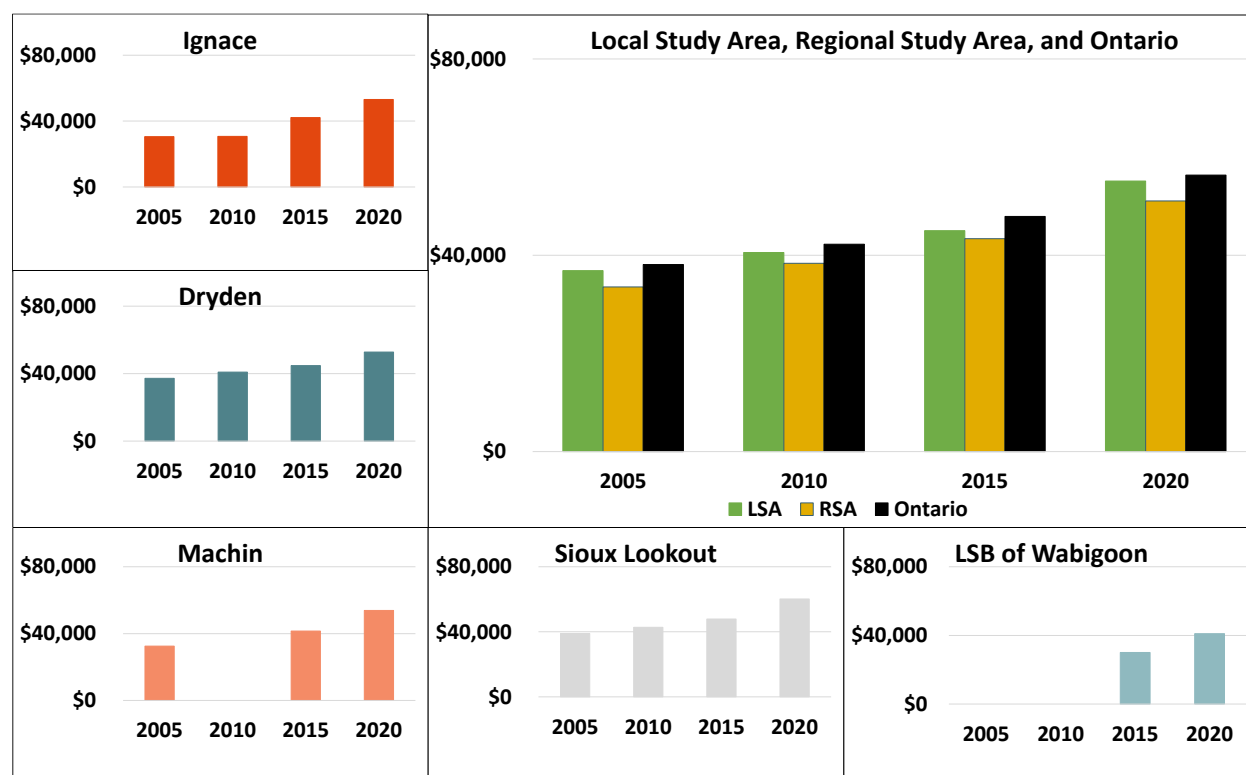 Ignace
$80,000
$40,000
$0
2005 2010 2015 2020
Local Study Area, Regional Study Area, and Ontario
$80,000
$40,000
$0
2005 2010 2015 2020
LSA RSA Ontario
Dryden
$80,000
$40,000
$0
2005 2010 2015 2020
Machin
$80,000
$40,000
$0
2005 2010 2015 2020
Sioux Lookout
$80,000
$40,000
$0
2005 2010 2015 2020
LSB of Wabigoon
$80,000
$40,000
$0
2005 2010 2015 2020